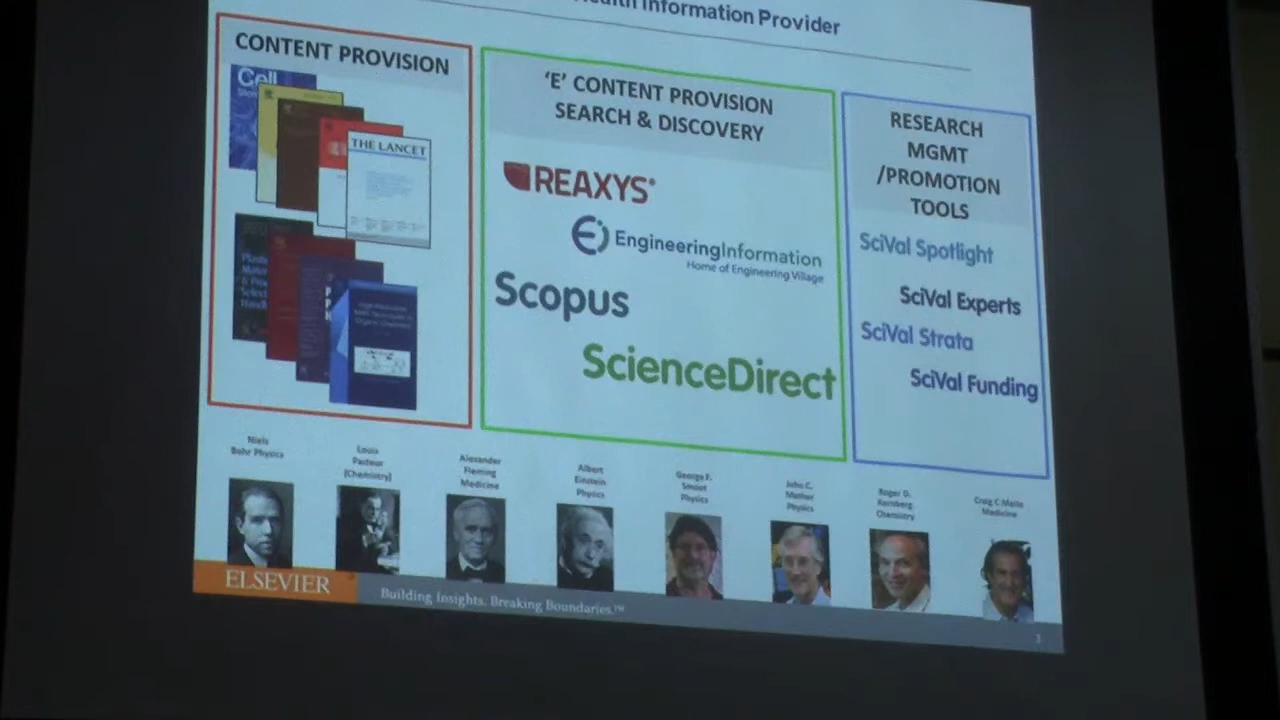 Health Information Provider
CONTENT PROVISION
Cell
THE LANCET
'E' CONTENT PROVISION
SEARCH & DISCOVERY
REAXYS®
EngineeringInformation
Home of Engineering Village
Scopus
ScienceDirect
RESEARCH
MGMT
/PROMOTION
TOOLS
SciVal Spotlight
SciVal Experts
SciVal Strata
SciVal Funding
Niels
Bohr Physics
Louis
Pasteur
(Chemistry)
Alexander
Fleming
Medicine
Albert
Einstein
Physics
George F.
Smoot
Physics
John C.
Mather
Physics
Roger D.
Kornberg
Chemistry
Craig C Mello
Medicine
ELSEVIER
Building Insights. Breaking Boundaries.™
3